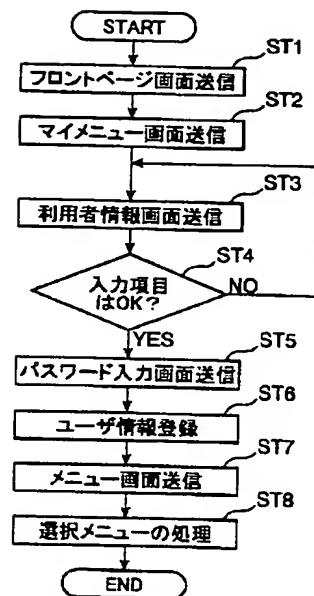 START
ST1
フロントページ画面送信
ST2
マイメニュー画面送信
ST3
利用者情報画面送信
ST4
入力項目
はOK?
NO
YES
ST5
パスワード入力画面送信
ST6
ユーザ情報登録
ST7
メニュー画面送信
ST8
選択メニューの処理
END